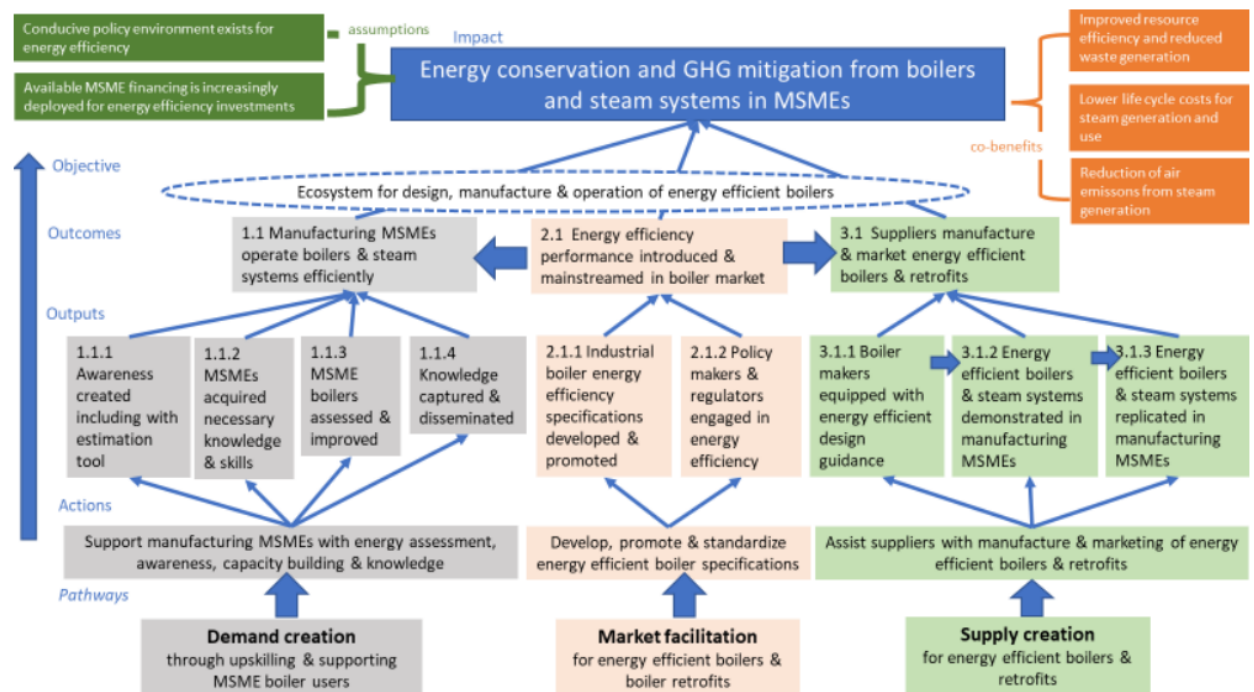 Conducive policy environment exists for
energy efficiency
assumptions
Available MSME financing is increasingly
deployed for energy efficiency investments
Impact
Energy conservation and GHG mitigation from boilers
and steam systems in MSMEs
Improved resource
efficiency and reduced
waste generation
Lower life cycle costs for
steam generation and
use
co-benefits
Reduction of air
emissons from steam
generation
Objective
Ecosystem for design, manufacture & operation of energy efficient boilers
Outcomes
1.1 Manufacturing MSMEs
operate boilers & steam
systems efficiently
2.1 Energy efficiency
performance introduced &
mainstreamed in boiler market
3.1 Suppliers manufacture
& market energy efficient
boilers & retrofits
Outputs
1.1.1
Awareness
created
including with
estimation
tool
1.1.2
MSMEs
acquired
necessary
knowledge
& skills
1.1.3
MSME
boilers
assessed &
improved
1.1.4
Knowledge
captured &
disseminated
2.1.1 Industrial
boiler energy
efficiency
specifications
developed &
promoted
2.1.2 Policy
makers &
regulators
engaged in
energy
efficiency
3.1.1 Boiler
makers
equipped with
energy efficient
design
guidance
3.1.2 Energy
efficient boilers
& steam systems
demonstrated in
manufacturing
MSMEs
3.1.3 Energy
efficient boilers
& steam systems
replicated in
manufacturing
MSMEs
Actions
Support manufacturing MSMEs with energy assessment,
awareness, capacity building & knowledge
Develop, promote & standardize
energy efficient boiler specifications
Assist suppliers with manufacture & marketing of energy
efficient boilers & retrofits
Pathways
Demand creation
through upskilling & supporting
MSME boiler users
Market facilitation
for energy efficient boilers &
boiler retrofits
Supply creation
for energy efficient boilers &
retrofits